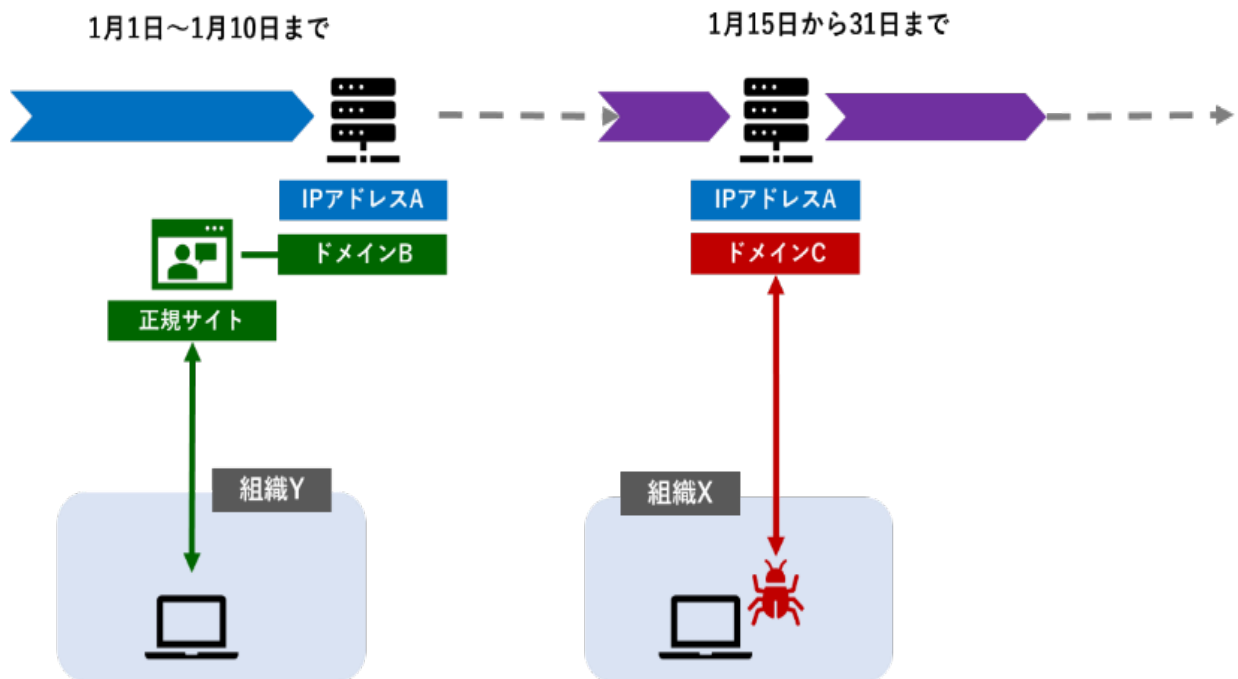 1月1日～1月10日まで
1月15日から31日まで
IPアドレスA
ドメインB
正規サイト
IPアドレスA
ドメインC
組織Y
組織X